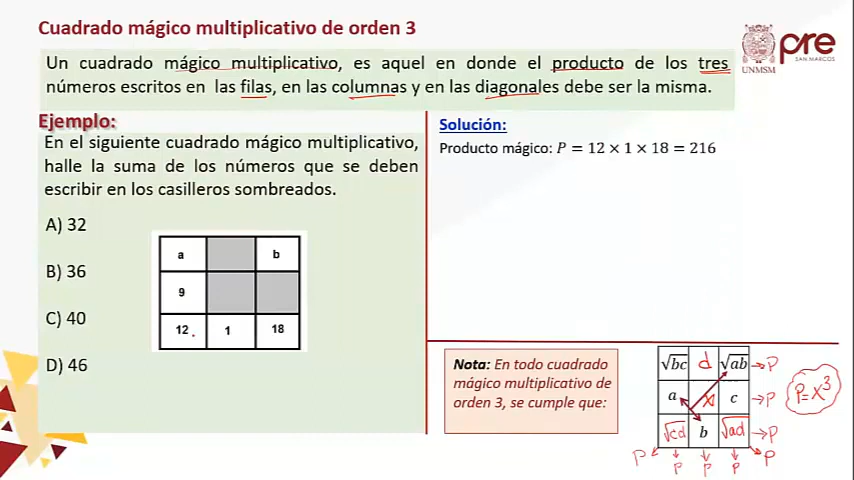 Cuadrado mágico multiplicativo de orden 3
Un cuadrado mágico multiplicativo, es aquel en donde el producto de los tres
números escritos en las filas, en las columnas y en las diagonales debe ser la misma.
UNMSM
pre
SAN MARCOS
Ejemplo:
En el siguiente cuadrado mágico multiplicativo,
halle la suma de los números que se deben
escribir en los casilleros sombreados.
A) 32
B) 36
C) 40
D) 46
a b
9
12 1 18
Solución:
Producto mágico: P = 12 × 1 × 18 = 216
Nota: En todo cuadrado
mágico multiplicativo de
orden 3, se cumple que:
√bc d √ab → P
a x c → P
√cd b √ad → P
P P P P P
P = x³